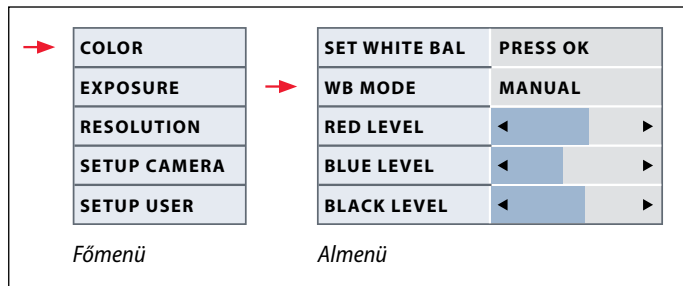 COLOR
EXPOSURE
RESOLUTION
SETUP CAMERA
SETUP USER
Főmenü
SET WHITE BAL PRESS OK
WB MODE MANUAL
RED LEVEL
BLUE LEVEL
BLACK LEVEL
Almenü